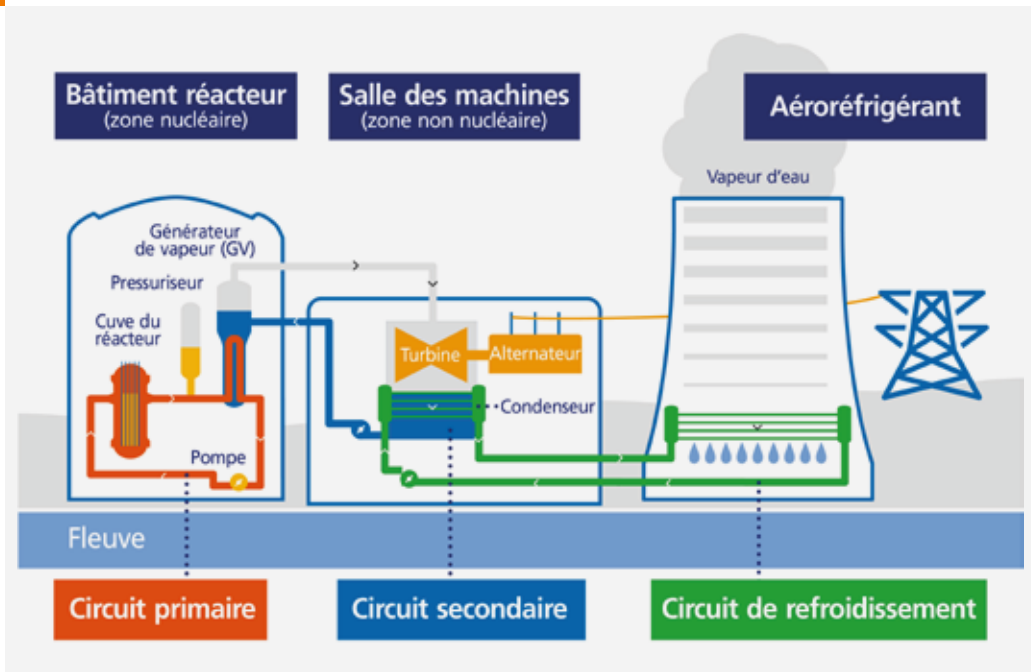 Bâtiment réacteur
(zone nucléaire)
Salle des machines
(zone non nucléaire)
Aéroréfrigérant
Vapeur d'eau
Générateur
de vapeur (GV)
Pressuriseur
Cuve du
réacteur
Turbine
Alternateur
Condenseur
Pompe
Fleuve
Circuit primaire
Circuit secondaire
Circuit de refroidissement